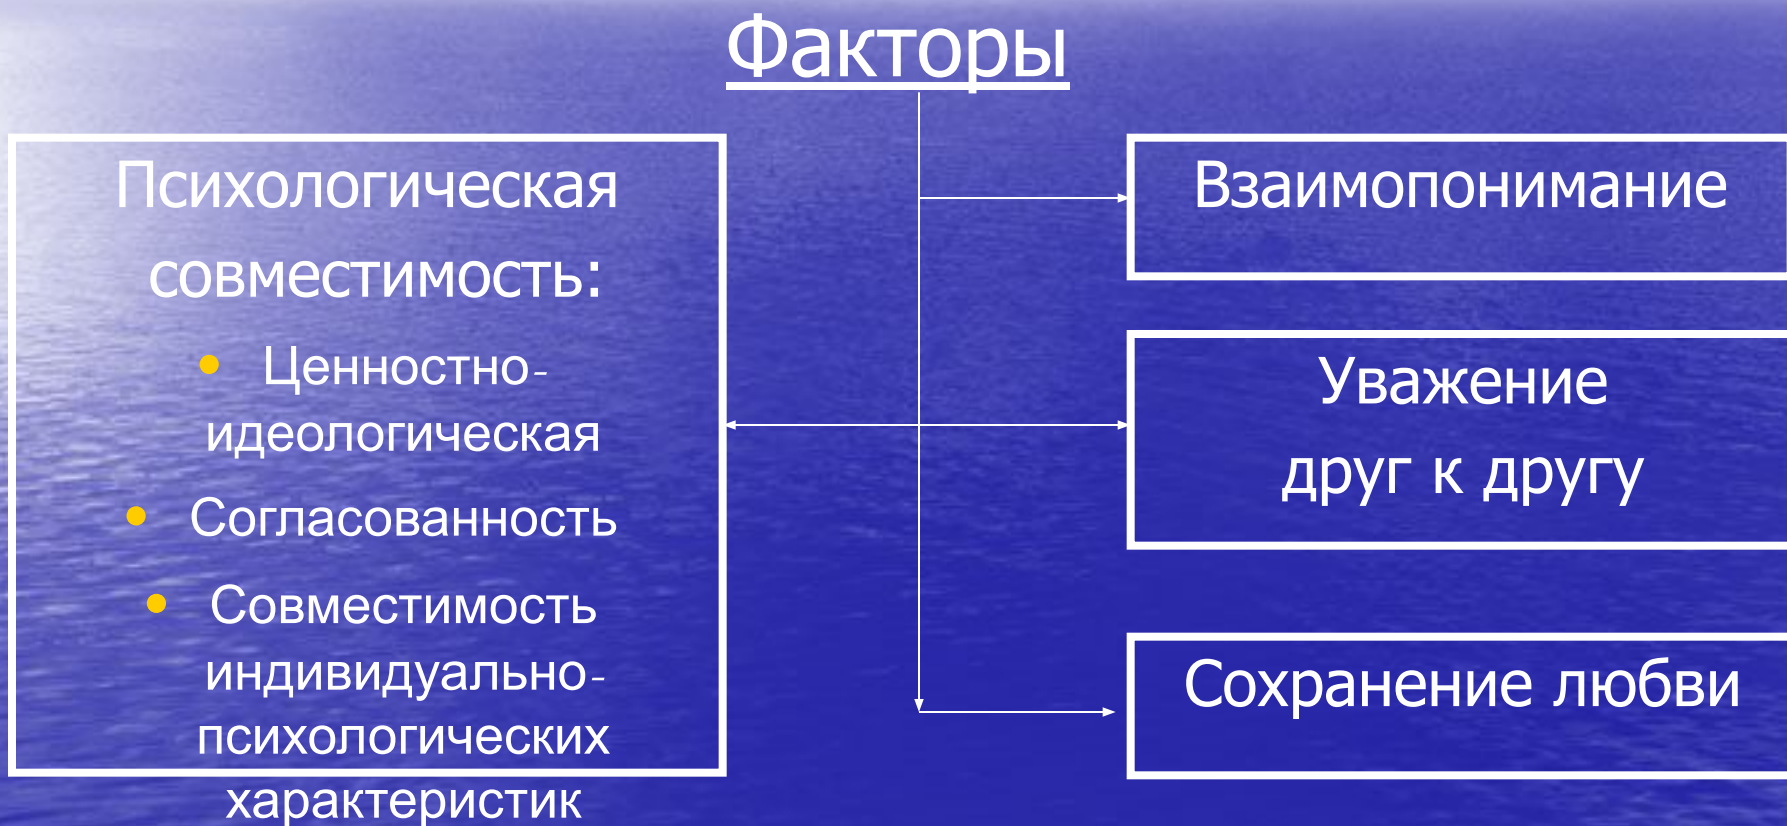 Факторы
Психологическая
совместимость:
• Ценностно-
идеологическая
• Согласованность
• Совместимость
индивидуально-
психологических
характеристик
Взаимопонимание
Уважение
друг к другу
Сохранение любви